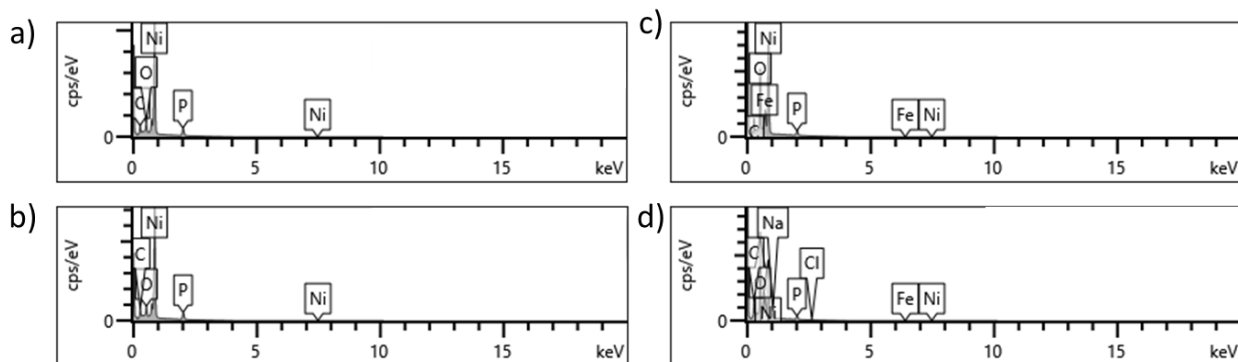 a)
cps/eV
Ni
O
C
P
Ni
0
0 5 10 15 keV
b)
cps/eV
Ni
C
O
P
Ni
0
0 5 10 15 keV
c)
cps/eV
Ni
O
Fe
C
P
Fe Ni
0
0 5 10 15 keV
d)
cps/eV
Na
C
Cl
O
P
Ni
Fe Ni
0
0 5 10 15 keV